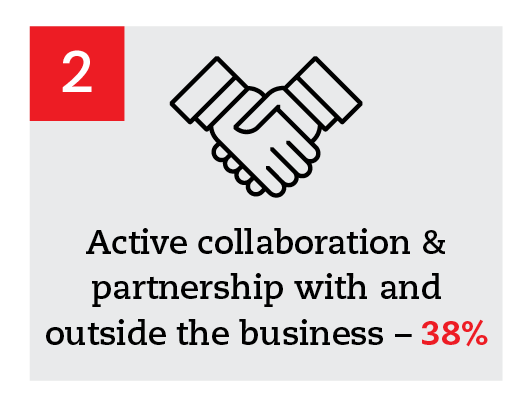 2
Active collaboration &
partnership with and
outside the business – 38%